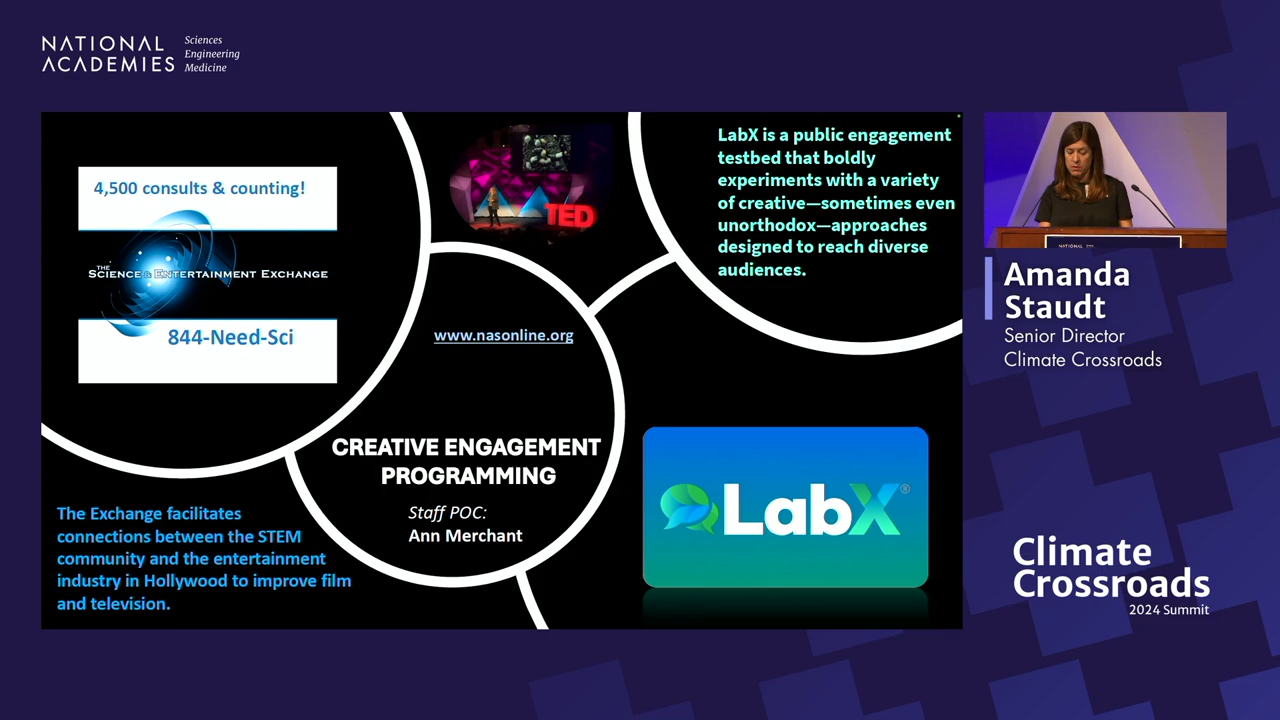 NATIONAL
ACADEMIES
Sciences
Engineering
Medicine
4,500 consults & counting!
THE
SCIENCE & ENTERTAINMENT EXCHANGE
844-Need-Sci
The Exchange facilitates
connections between the STEM
community and the entertainment
industry in Hollywood to improve film
and television.
TED
www.nasonline.org
CREATIVE ENGAGEMENT
PROGRAMMING
Staff POC:
Ann Merchant
LabX is a public engagement
testbed that boldly
experiments with a variety
of creative—sometimes even
unorthodox—approaches
designed to reach diverse
audiences.
LabX®
NATIONAL
Amanda
Staudt
Senior Director
Climate Crossroads
Climate
Crossroads
2024 Summit